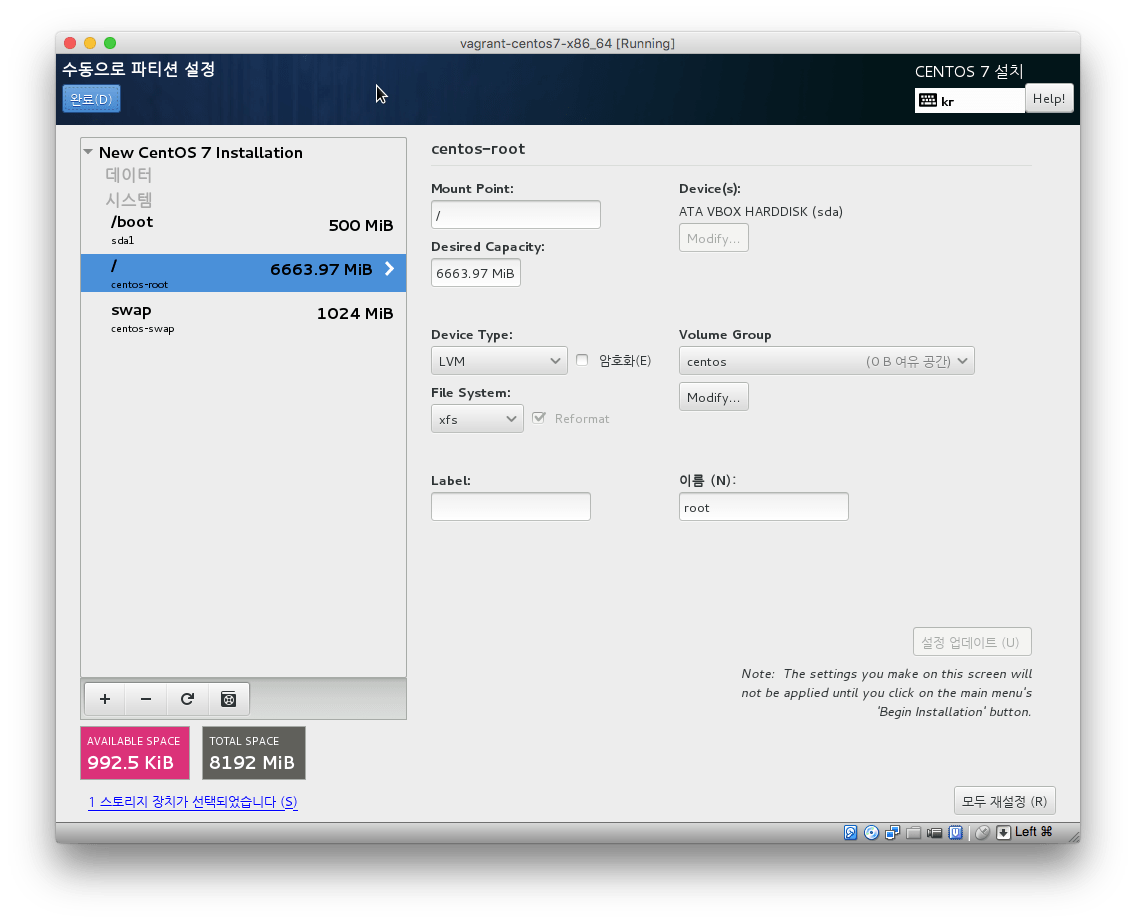 vagrant-centos7-x86_64 [Running]
수동으로 파티션 설정
완료(D)
CENTOS 7 설치
kr
Help!
New CentOS 7 Installation
데이터
시스템
/boot
500 MiB
sda1
/
6663.97 MiB
centos-root
swap
1024 MiB
centos-swap
+ −
AVAILABLE SPACE
992.5 KiB
TOTAL SPACE
8192 MiB
1 스토리지 장치가 선택되었습니다 (S)
centos-root
Mount Point:
/
Desired Capacity:
6663.97 MiB
Device(s):
ATA VBOX HARDDISK (sda)
Modify...
Device Type:
LVM
암호화(E)
File System:
xfs
Reformat
Volume Group
centos (0 B 여유 공간)
Modify...
Label:
이름 (N):
root
설정 업데이트 (U)
Note: The settings you make on this screen will
not be applied until you click on the main menu's
'Begin Installation' button.
모두 재설정 (R)
Left ⌘